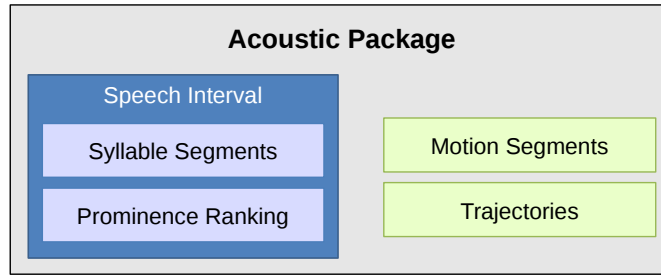 Acoustic Package
Speech Interval
Syllable Segments
Prominence Ranking
Motion Segments
Trajectories